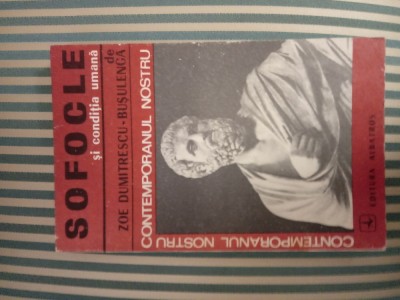 SOFOCLE
și condiția umană
de
ZOE DUMITRESCU-BUȘULENGA
CONTEMPORANUL NOSTRU
CONTEMPORANUL NOSTRU
EDITURA ALBATROS